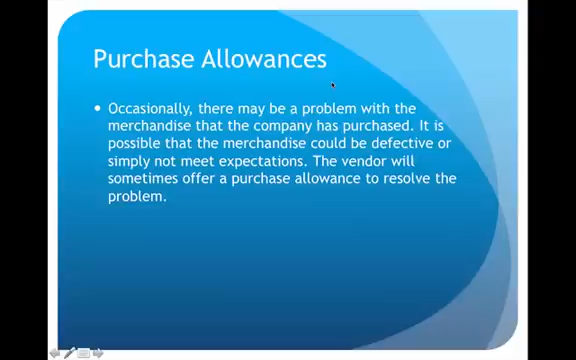 Purchase Allowances
• Occasionally, there may be a problem with the
merchandise that the company has purchased. It is
possible that the merchandise could be defective or
simply not meet expectations. The vendor will
sometimes offer a purchase allowance to resolve the
problem.